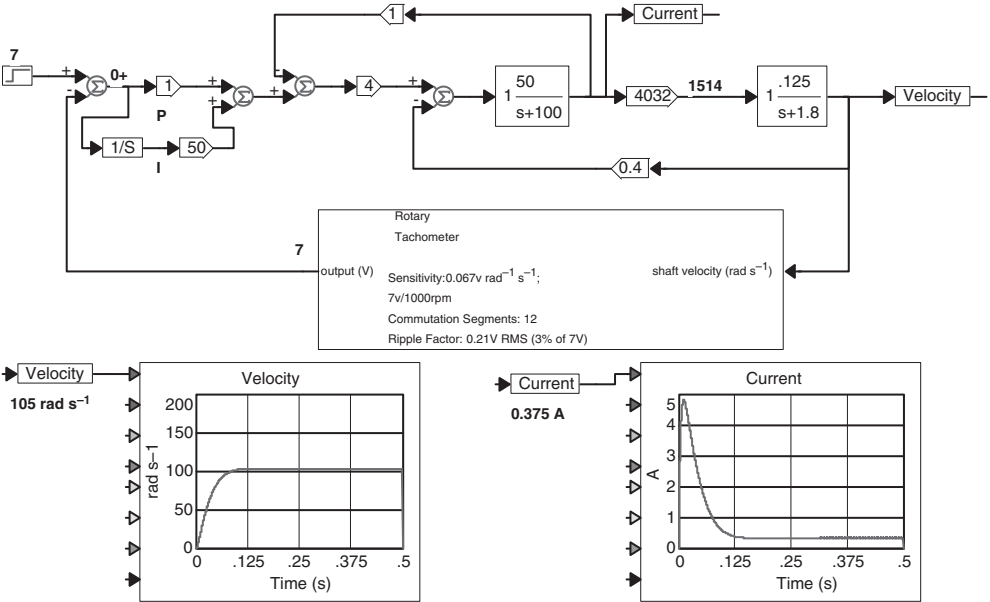 1
Current
7
+
-
Σ
0+
1
P
1/S
I
50
+
+
Σ
-
+
Σ
4
+
-
Σ
1 50
s+100
4032
1514
1 .125
s+1.8
Velocity
0.4
7
Rotary
Tachometer
output (V)
shaft velocity (rad s–1)
Sensitivity:0.067v rad–1 s–1;
7v/1000rpm
Commutation Segments: 12
Ripple Factor: 0.21V RMS (3% of 7V)
Velocity
105 rad s–1
Velocity
rad s–1
200
150
100
50
0
0 .125 .25 .375 .5
Time (s)
Current
0.375 A
Current
A
5
4
3
2
1
0
0 .125 .25 .375 .5
Time (s)